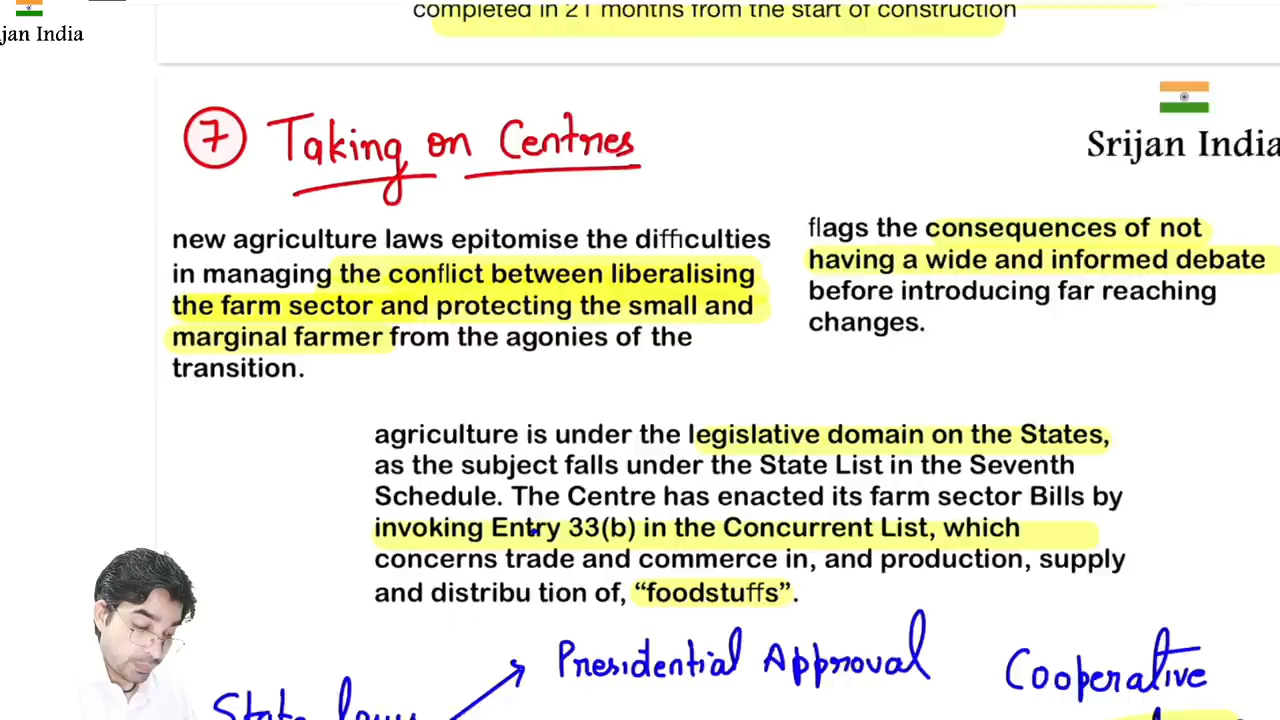 completed in 21 months from the start of construction
jan India
Srijan India
7 Taking on Centries
new agriculture laws epitomise the difficulties
in managing the conflict between liberalising
the farm sector and protecting the small and
marginal farmer from the agonies of the
transition.
flags the consequences of not
having a wide and informed debate
before introducing far reaching
changes.
agriculture is under the legislative domain on the States,
as the subject falls under the State List in the Seventh
Schedule. The Centre has enacted its farm sector Bills by
invoking Entry 33(b) in the Concurrent List, which
concerns trade and commerce in, and production, supply
and distribu tion of, “foodstuffs”.
Presidential Approval
Cooperative
State laws